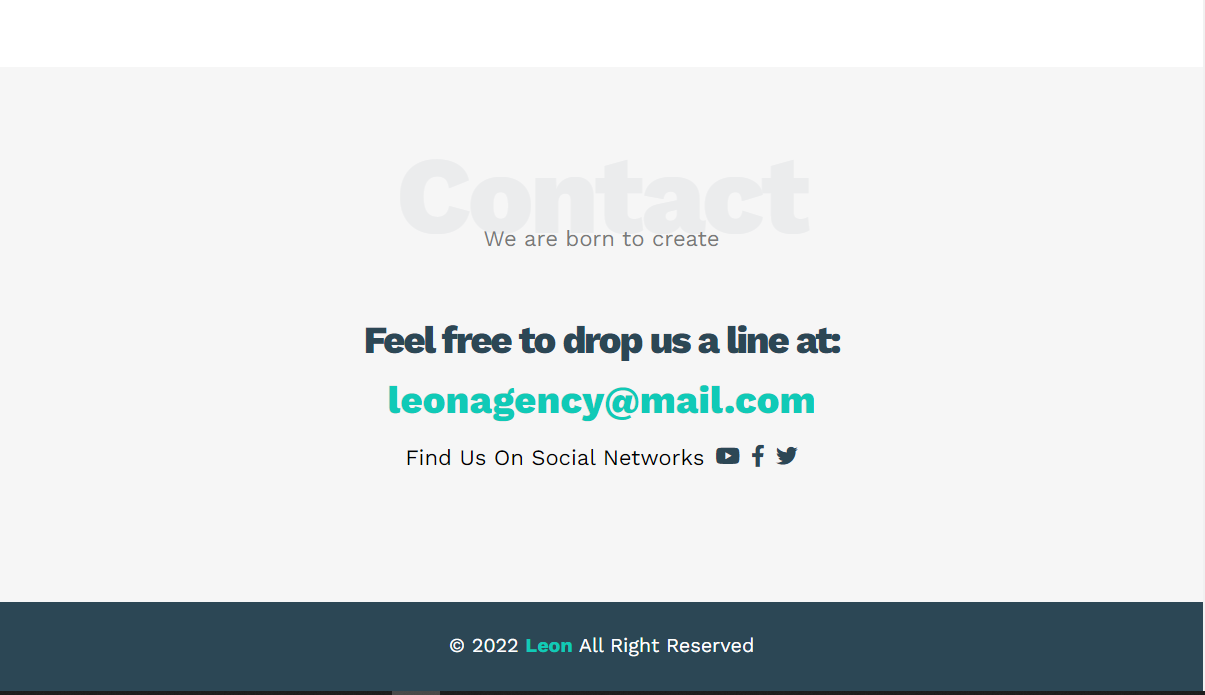 Contact
We are born to create
Feel free to drop us a line at:
leonagency@mail.com
Find Us On Social Networks
© 2022 Leon All Right Reserved